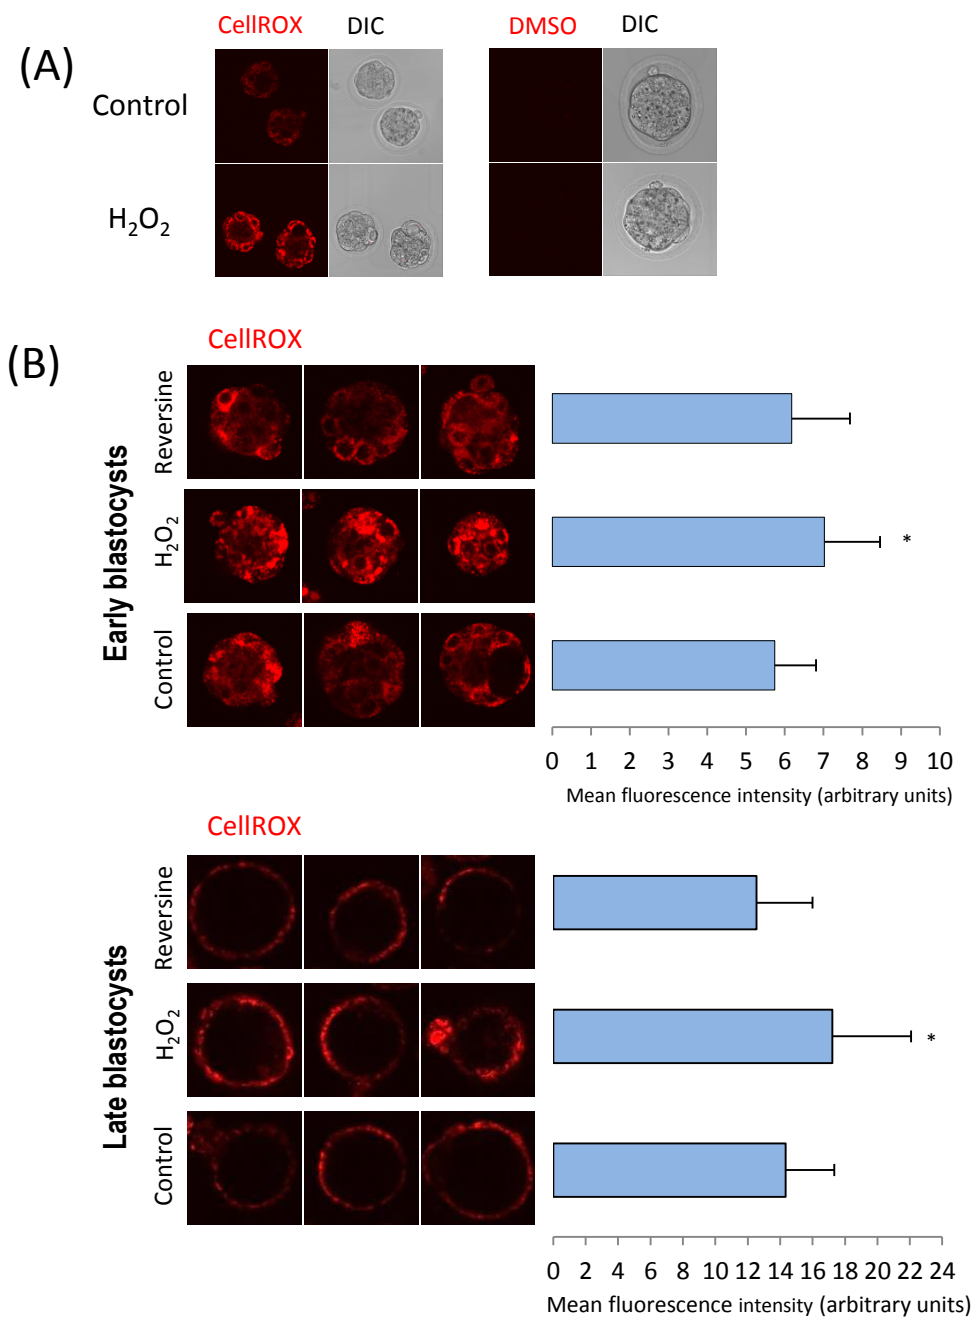 (A)
CellROX DIC DMSO DIC
Control
H₂O₂
(B)
CellROX
Early blastocysts
Reversine
H₂O₂
*
Control
0 1 2 3 4 5 6 7 8 9 10
Mean fluorescence intensity (arbitrary units)
CellROX
Late blastocysts
Reversine
H₂O₂
*
Control
0 2 4 6 8 10 12 14 16 18 20 22 24
Mean fluorescence intensity (arbitrary units)